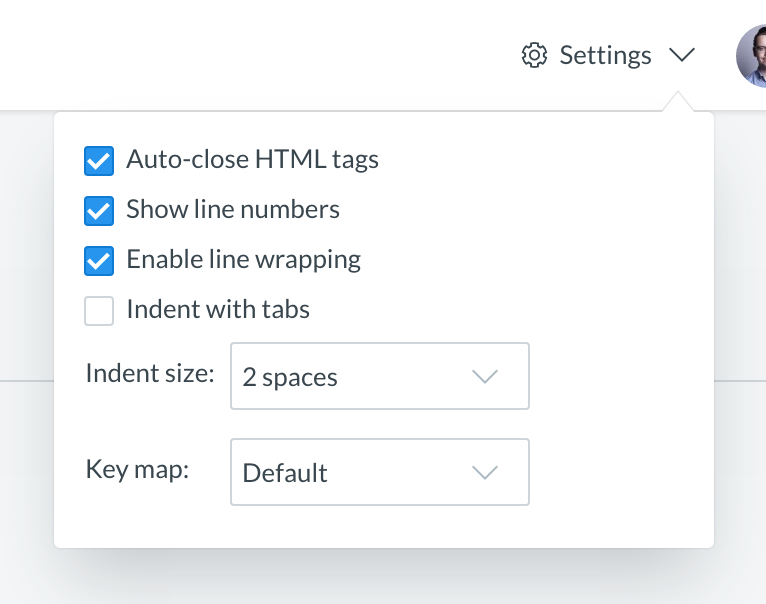 Settings
Auto-close HTML tags
Show line numbers
Enable line wrapping
Indent with tabs
Indent size: 2 spaces
Key map: Default